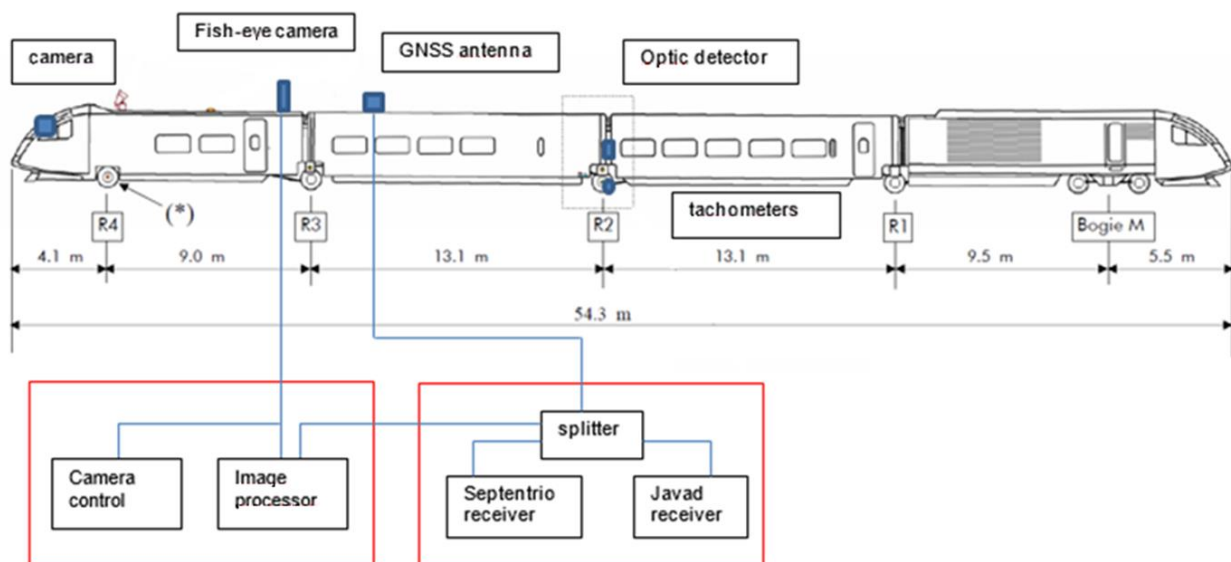 camera
Fish-eye camera
GNSS antenna
Optic detector
(*)
tachometers
R4
R3
R2
R1
Bogie M
4.1 m
9.0 m
13.1 m
13.1 m
9.5 m
5.5 m
54.3 m
splitter
Camera
control
Image
processor
Septentrio
receiver
Javad
receiver